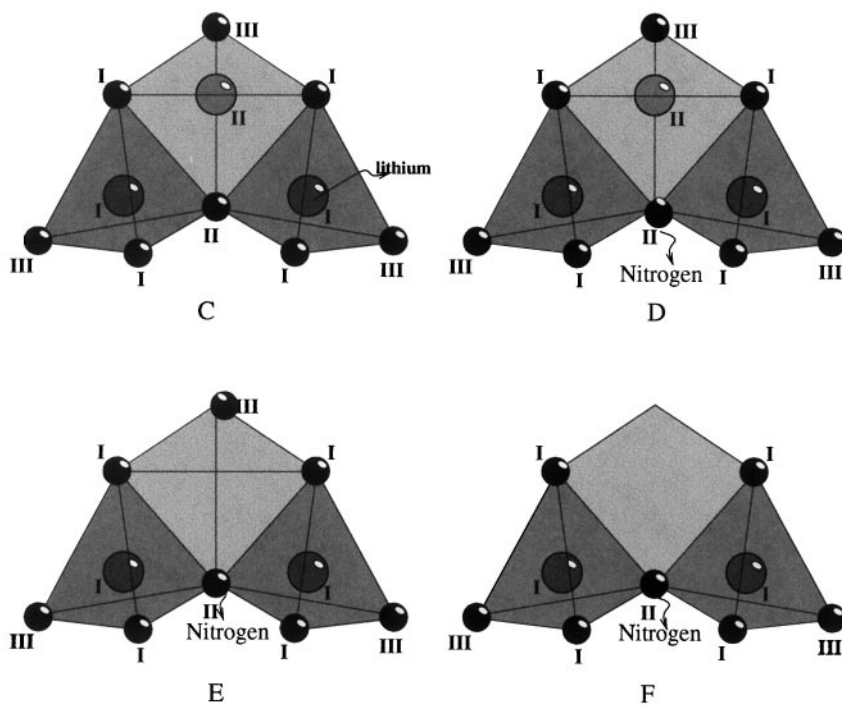 III III
I I I I
II II
lithium
I I I I
II II
III I I III III I I III
Nitrogen
C D
III
I I I I
I I I I
II II
III Nitrogen III III Nitrogen III
I I I I
E F